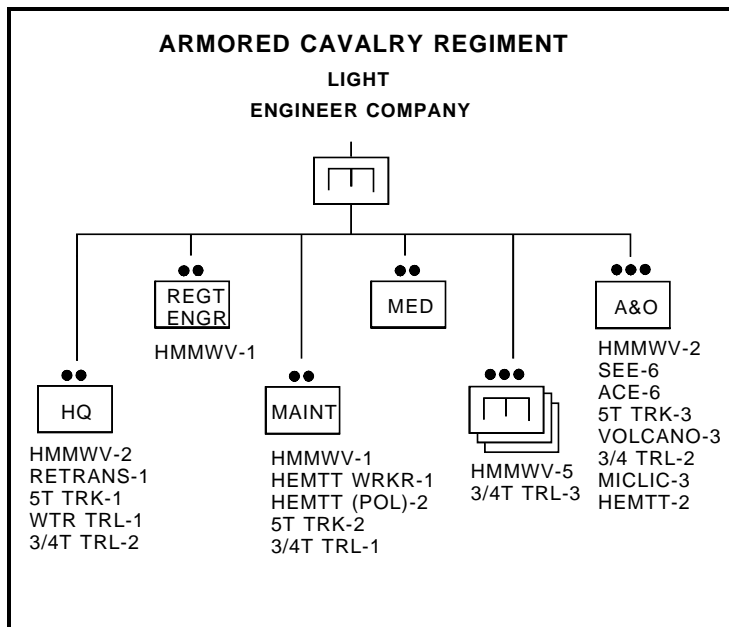 ARMORED CAVALRY REGIMENT
LIGHT
ENGINEER COMPANY
REGT
ENGR
HMMWV-1
MED
A&O
HMMWV-2
SEE-6
ACE-6
5T TRK-3
VOLCANO-3
3/4 TRL-2
MICLIC-3
HEMTT-2
HQ
HMMWV-2
RETRANS-1
5T TRK-1
WTR TRL-1
3/4T TRL-2
MAINT
HMMWV-1
HEMTT WRKR-1
HEMTT (POL)-2
5T TRK-2
3/4T TRL-1
HMMWV-5
3/4T TRL-3